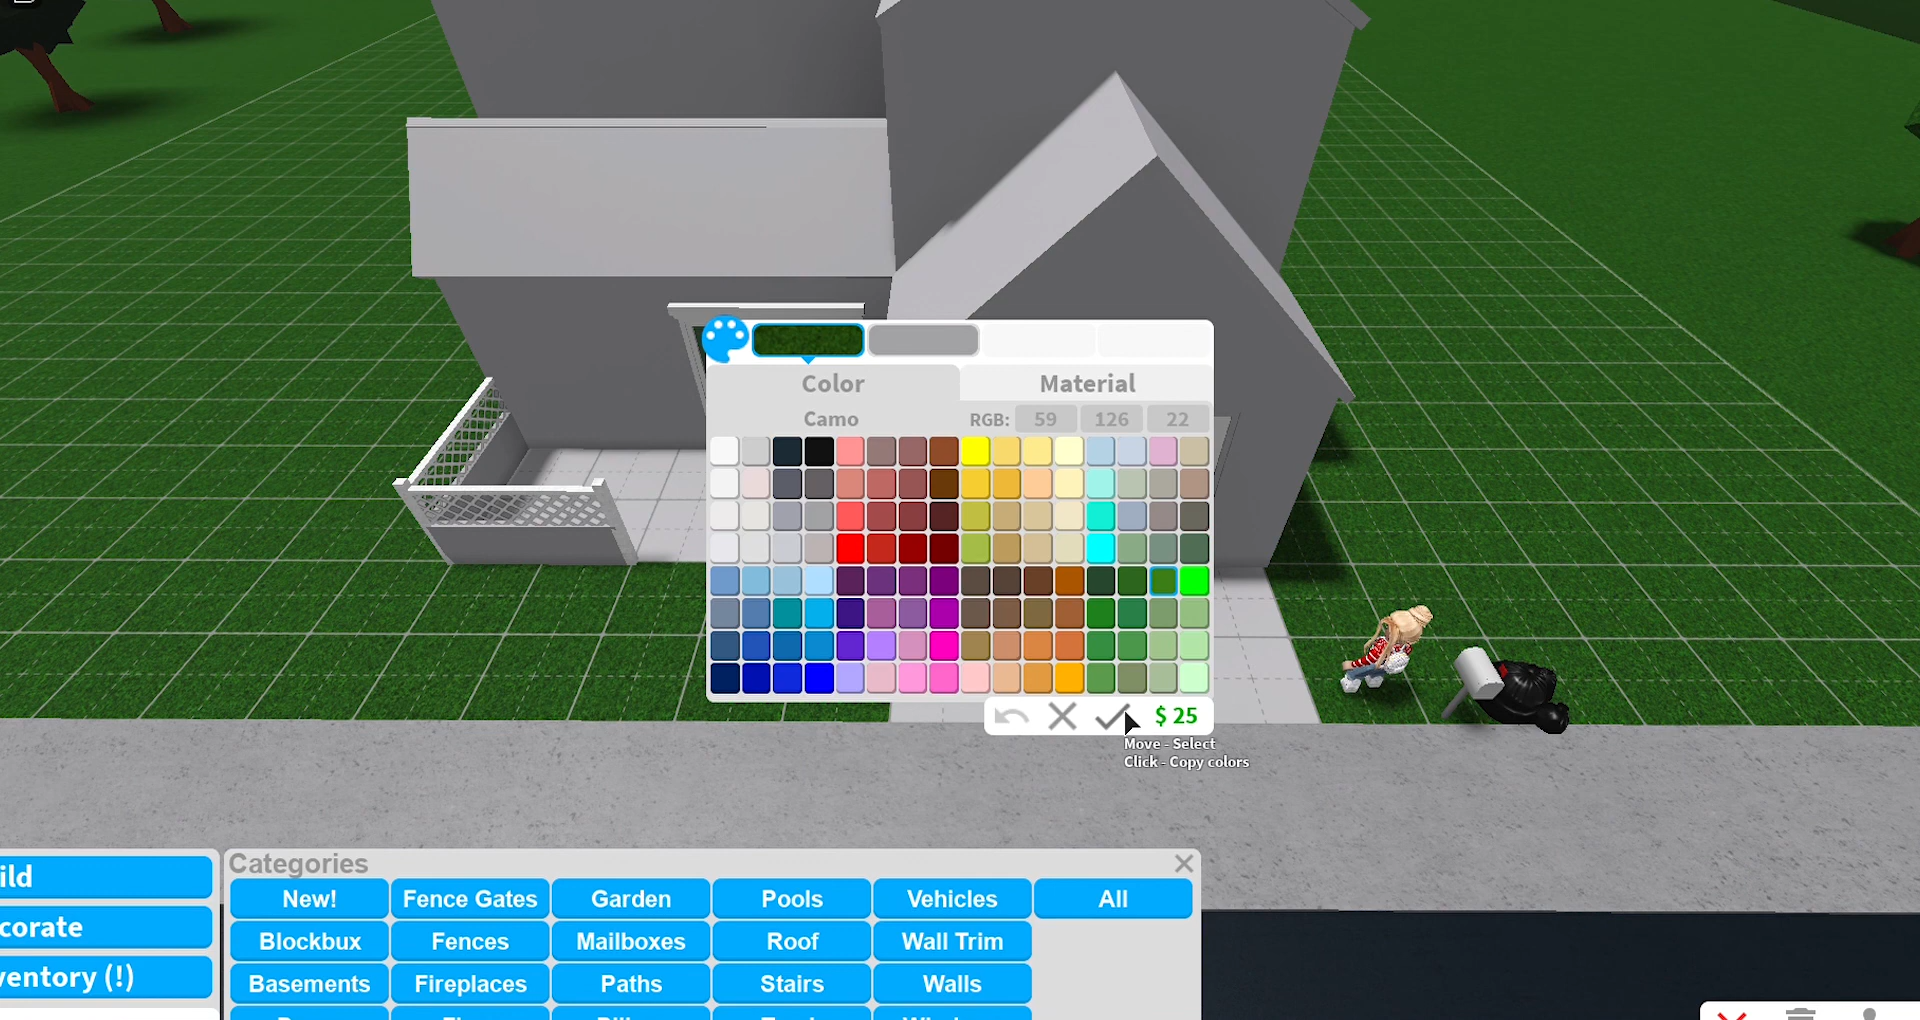 Color
Material
Camo
RGB: 59 126 22
$ 25
Move - Select
Click - Copy colors
ild
corate
ventory (!)
Categories
New! Fence Gates Garden Pools Vehicles All
Blockbux Fences Mailboxes Roof Wall Trim
Basements Fireplaces Paths Stairs Walls